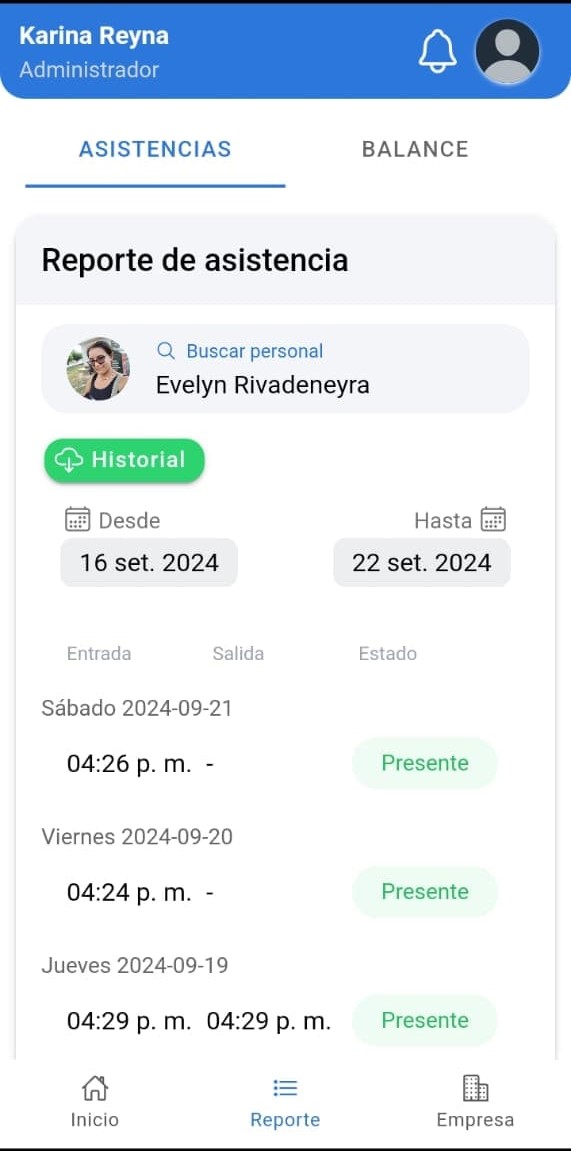 Karina Reyna
Administrador
ASISTENCIAS BALANCE
Reporte de asistencia
Buscar personal
Evelyn Rivadeneyra
Historial
Desde Hasta
16 set. 2024 22 set. 2024
Entrada Salida Estado
Sábado 2024-09-21
04:26 p. m. - Presente
Viernes 2024-09-20
04:24 p. m. - Presente
Jueves 2024-09-19
04:29 p. m. 04:29 p. m. Presente
Inicio Reporte Empresa